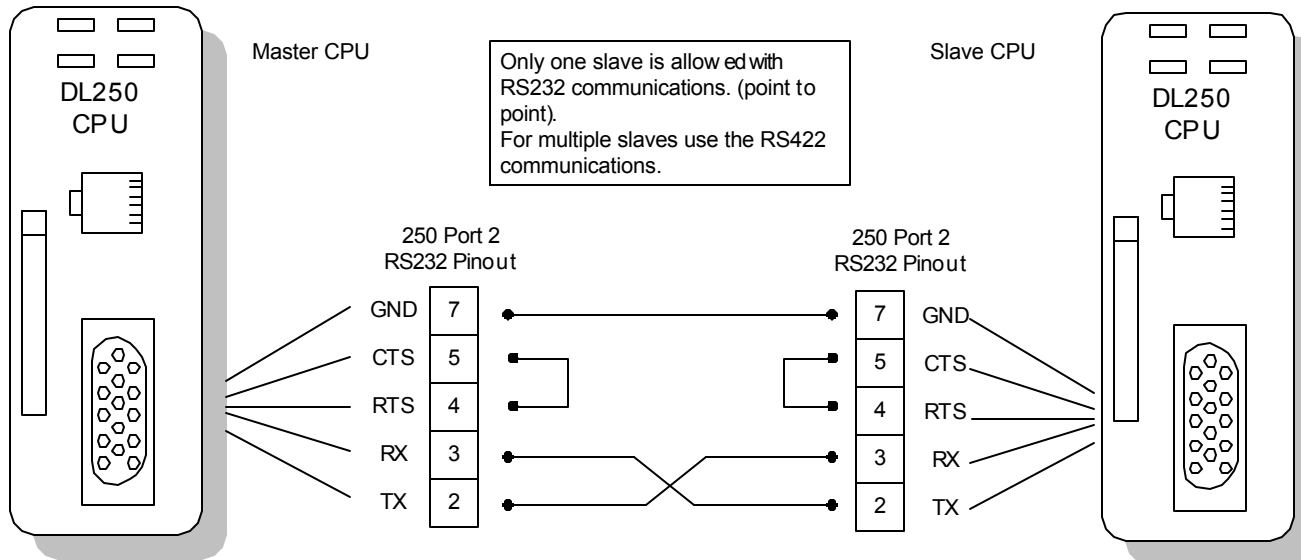 Master CPU
Slave CPU
DL250
CPU
Only one slave is allow ed with
RS232 communications. (point to
point).
For multiple slaves use the RS422
communications.
DL250
CPU
250 Port 2
RS232 Pinout
250 Port 2
RS232 Pinout
GND 7
7 GND
CTS 5
5 CTS
RTS 4
4 RTS
RX 3
3 RX
TX 2
2 TX